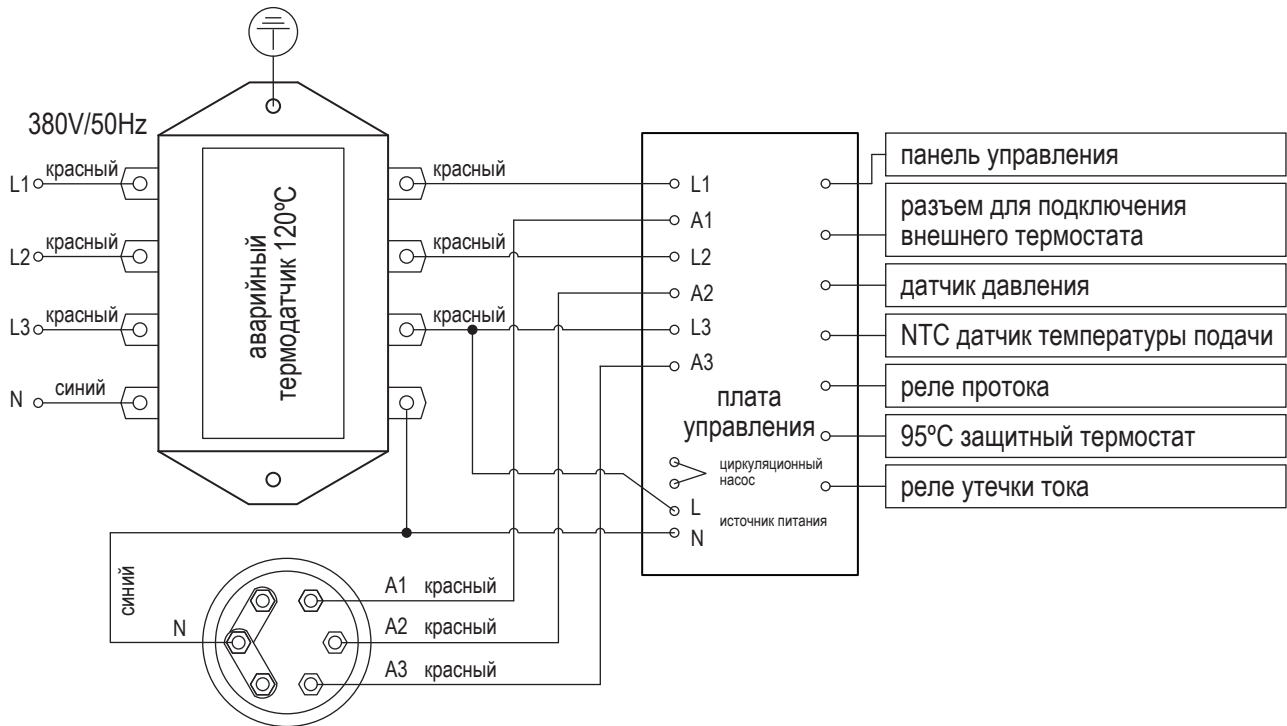 380V/50Hz
L1
красный
L2
красный
L3
красный
N
синий
аварийный
термодатчик 120ºС
красный
красный
красный
L1
A1
L2
A2
L3
A3
плата
управления
циркуляционный
насос
L
источник питания
N
панель управления
разъем для подключения
внешнего термостата
датчик давления
NTC датчик температуры подачи
реле протока
95ºС защитный термостат
реле утечки тока
синий
N
A1 красный
A2 красный
A3 красный